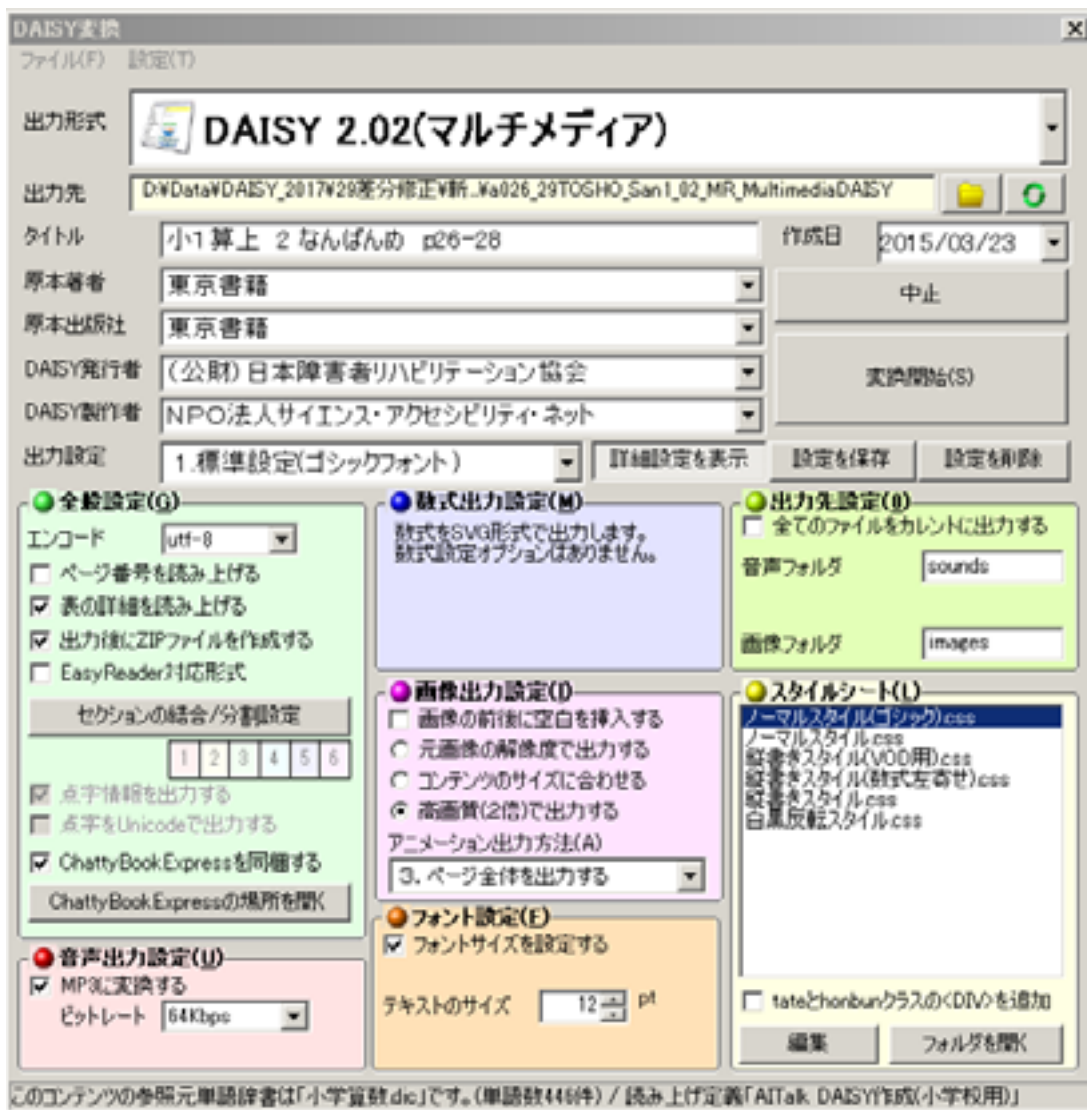 DAISY変換
ファイル(F) 設定(T)
出力形式 DAISY 2.02(マルチメディア)
出力先 D:¥Data¥DAISY_2017¥29差分修正¥新..¥a026_29TOSHO_San1_02_MR_MultimediaDAISY
タイトル 小1算上 2 なんばんめ p26-28 作成日 2015/03/23
原本著者 東京書籍 中止
原本出版社 東京書籍
DAISY発行者 (公財)日本障害者リハビリテーション協会 変換開始(S)
DAISY製作者 NPO法人サイエンス・アクセシビリティ・ネット
出力設定 1.標準設定(ゴシックフォント) 詳細設定を表示 設定を保存 設定を削除
全般設定(G)
エンコード utf-8
ページ番号を読み上げる
表の詳細を読み上げる
出力後にZIPファイルを作成する
EasyReader対応形式
セクションの結合/分割設定
1 2 3 4 5 6
点字情報を出力する
点字をUnicodeで出力する
ChattyBookExpressを同梱する
ChattyBookExpressの場所を開く
音声出力設定(U)
MP3に変換する
ビットレート 64Kbps
数式出力設定(M)
数式をSVG形式で出力します。
数式設定オプションはありません。
画像出力設定(I)
画像の前後に空白を挿入する
元画像の解像度で出力する
コンテンツのサイズに合わせる
高画質(2倍)で出力する
アニメーション出力方法(A)
3. ページ全体を出力する
フォント設定(F)
フォントサイズを設定する
テキストのサイズ 12 pt
出力先設定(O)
全てのファイルをカレントに出力する
音声フォルダ sounds
画像フォルダ images
スタイルシート(L)
ノーマルスタイル(ゴシック).css
ノーマルスタイル.css
縦書きスタイル(VOD用).css
縦書きスタイル(数式左寄せ).css
縦書きスタイル.css
白黒反転スタイル.css
tateとhonbunクラスの<DIV>を追加
編集 フォルダを開く
このコンテンツの参照元単語辞書は「小学算数.dic」です。(単語数446件) / 読み上げ定義「AITalk DAISY作成(小学校用)」